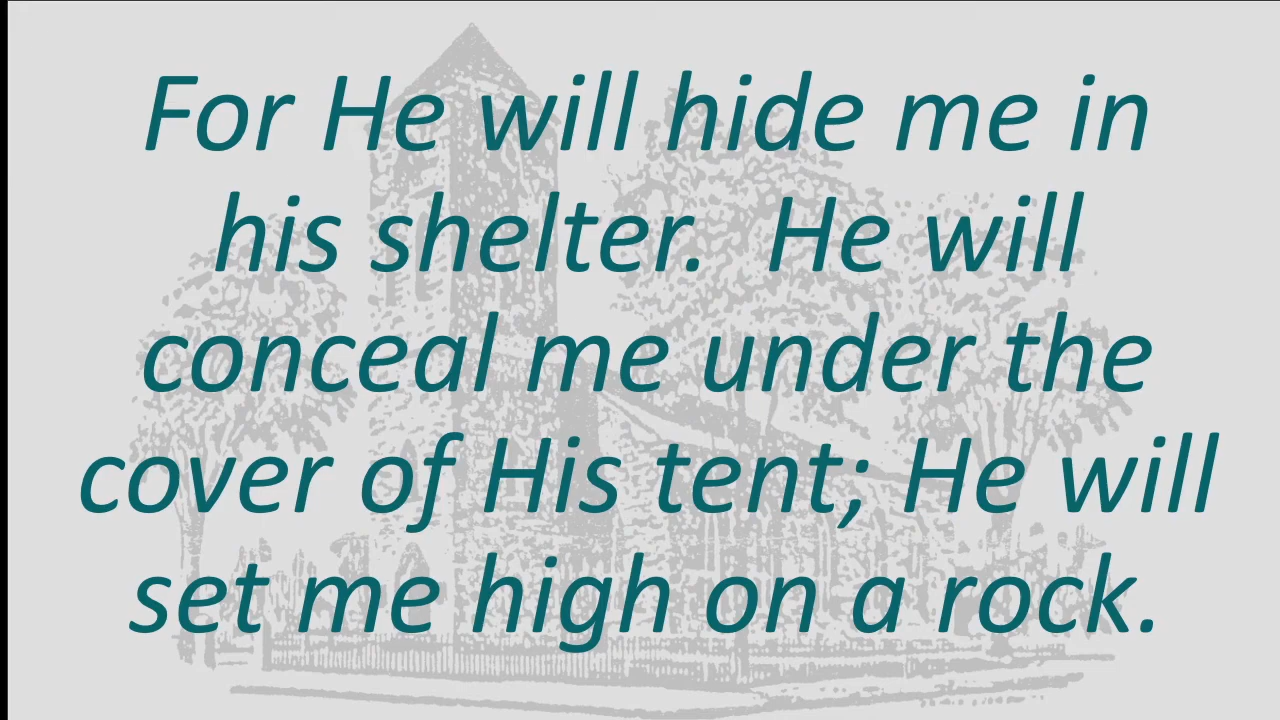 For He will hide me in
his shelter.  He will
conceal me under the
cover of His tent; He will
set me high on a rock.